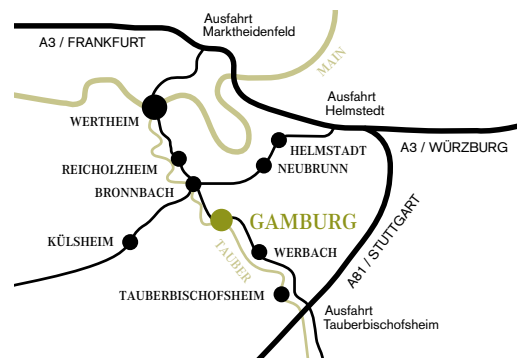 Ausfahrt
Marktheidenfeld
A3 / FRANKFURT
MAIN
Ausfahrt
Helmstedt
WERTHEIM
A3 / WÜRZBURG
HELMSTADT
REICHOLZHEIM
NEUBRUNN
BRONNBACH
GAMBURG
KÜLSHEIM
TAUBER
WERBACH
A81 / STUTTGART
TAUBERBISCHOFSHEIM
Ausfahrt
Tauberbischofsheim